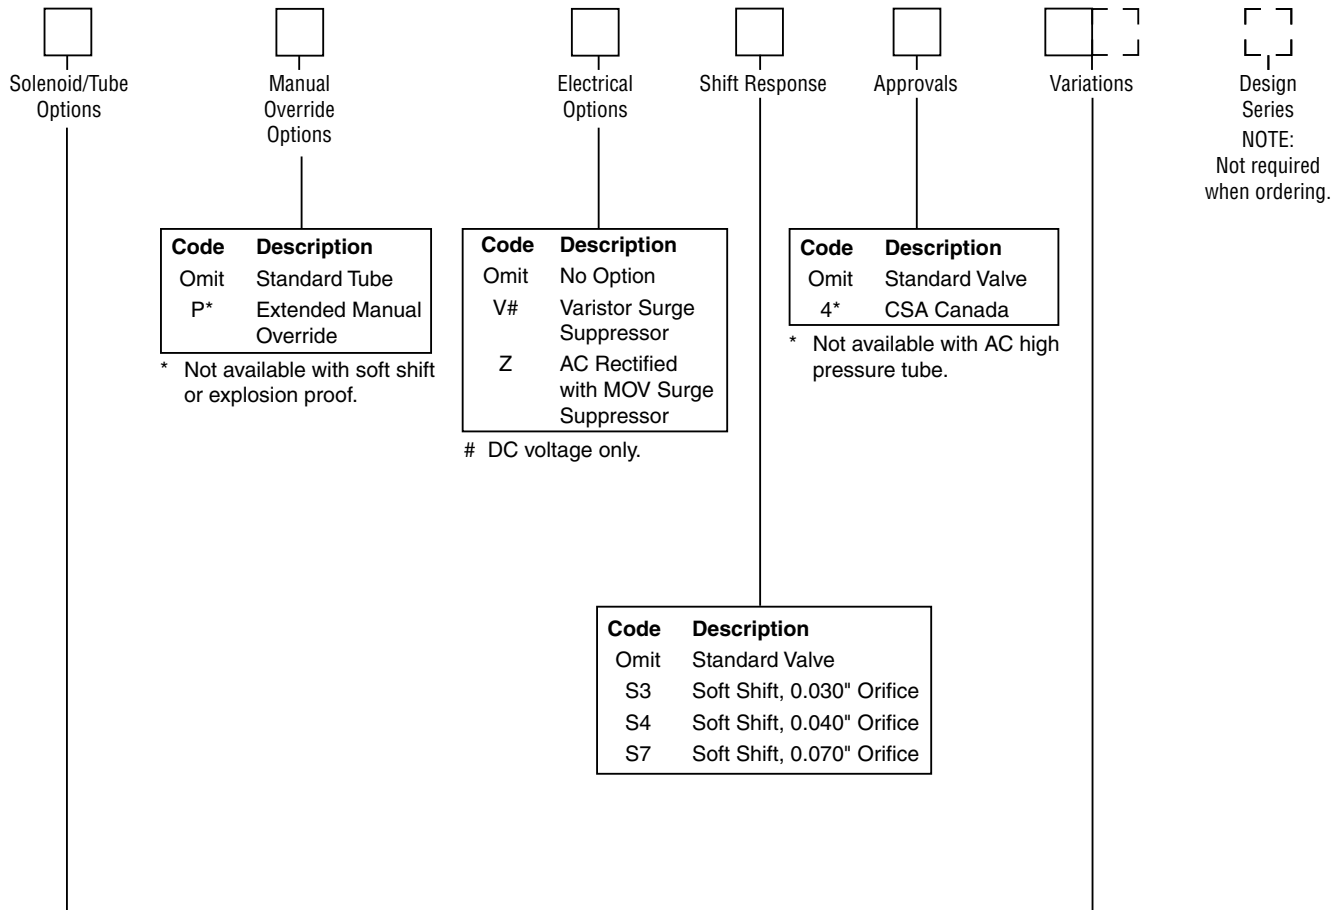 Solenoid/Tube
Options
Manual
Override
Options
Electrical
Options
Shift Response
Approvals
Variations
Design
Series
NOTE:
Not required
when ordering.
Code Description
Omit Standard Tube
P* Extended Manual
Override
* Not available with soft shift
or explosion proof.
Code Description
Omit No Option
V# Varistor Surge
Suppressor
Z AC Rectified
with MOV Surge
Suppressor
# DC voltage only.
Code Description
Omit Standard Valve
4* CSA Canada
* Not available with AC high
pressure tube.
Code Description
Omit Standard Valve
S3 Soft Shift, 0.030" Orifice
S4 Soft Shift, 0.040" Orifice
S7 Soft Shift, 0.070" Orifice